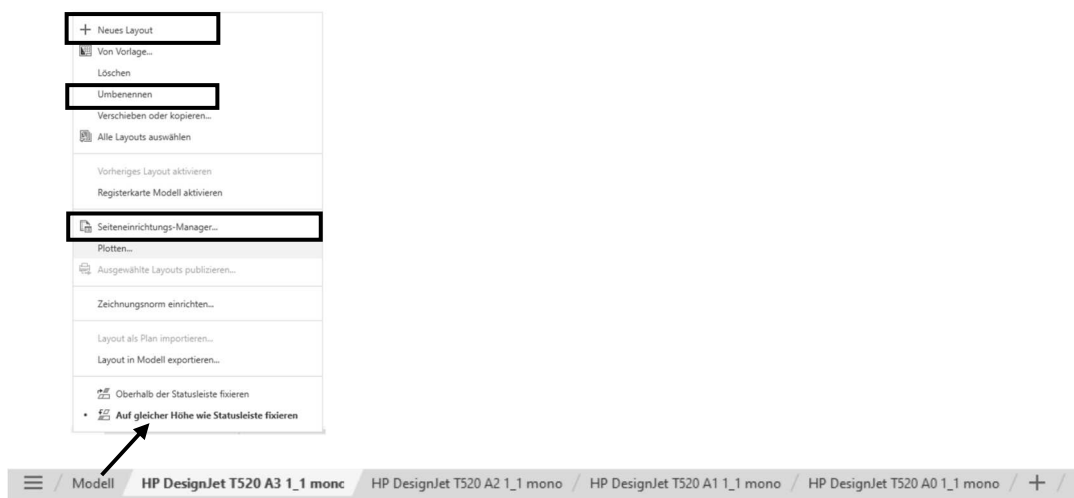 Neues Layout
Von Vorlage...
Löschen
Umbenennen
Verschieben oder kopieren...
Alle Layouts auswählen
Vorheriges Layout aktivieren
Registerkarte Modell aktivieren
Seiteneinrichtungs-Manager...
Plotten...
Ausgewählte Layouts publizieren...
Zeichnungsnorm einrichten...
Layout als Plan importieren...
Layout in Modell exportieren...
Oberhalb der Statusleiste fixieren
• Auf gleicher Höhe wie Statusleiste fixieren
Modell / HP DesignJet T520 A3 1_1 mono / HP DesignJet T520 A2 1_1 mono / HP DesignJet T520 A1 1_1 mono / HP DesignJet T520 A0 1_1 mono / + /